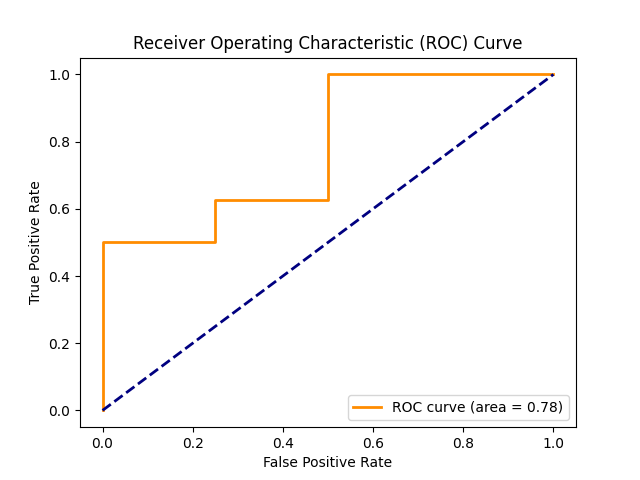 Receiver Operating Characteristic (ROC) Curve
1.0
0.8
0.6
0.4
0.2
0.0
True Positive Rate
ROC curve (area = 0.78)
0.0 0.2 0.4 0.6 0.8 1.0
False Positive Rate